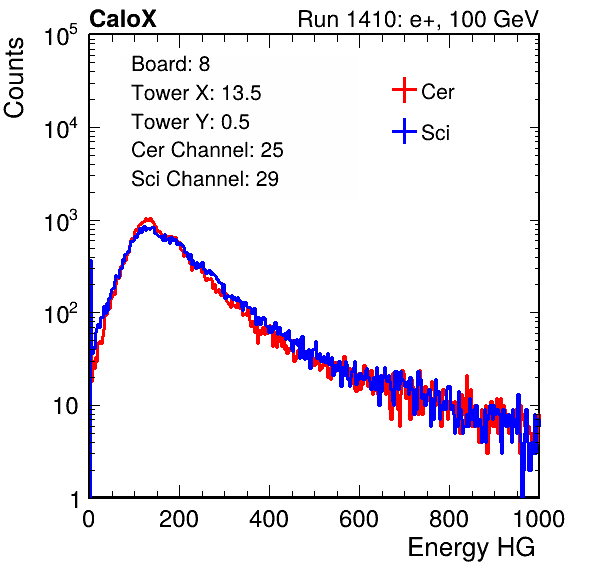 CaloX Run 1410: e+, 100 GeV
Counts
Board: 8
Tower X: 13.5
Tower Y: 0.5
Cer Channel: 25
Sci Channel: 29
Cer
Sci
10^5
10^4
10^3
10^2
10
1
0 200 400 600 800 1000
Energy HG